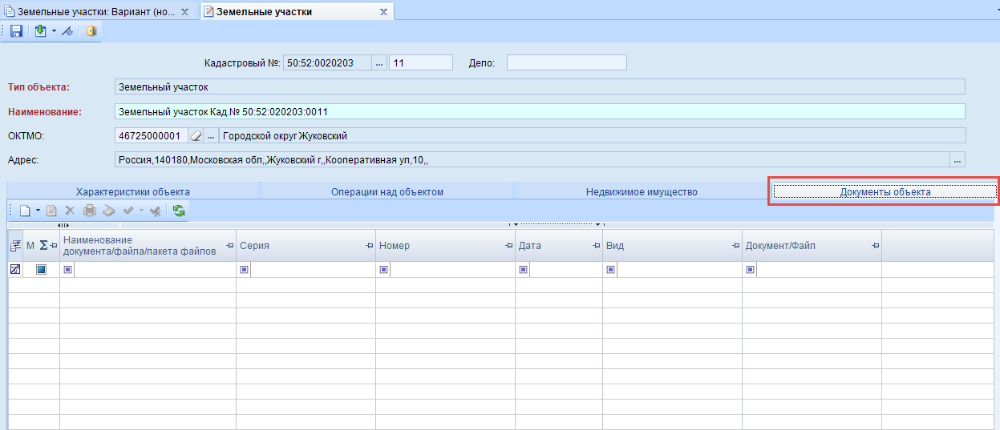 Земельные участки: Вариант (но...
Земельные участки
Кадастровый №: 50:52:0020203 ... 11 Дело:
Тип объекта: Земельный участок
Наименование: Земельный участок Кад.№ 50:52:020203:0011
ОКТМО: 46725000001 ... Городской округ Жуковский
Адрес: Россия,140180,Московская обл,,Жуковский г,,Кооперативная ул,10,, ...
Характеристики объекта Операции над объектом Недвижимое имущество Документы объекта
М Σ Наименование
документа/файла/пакета файлов Серия Номер Дата Вид Документ/Файл